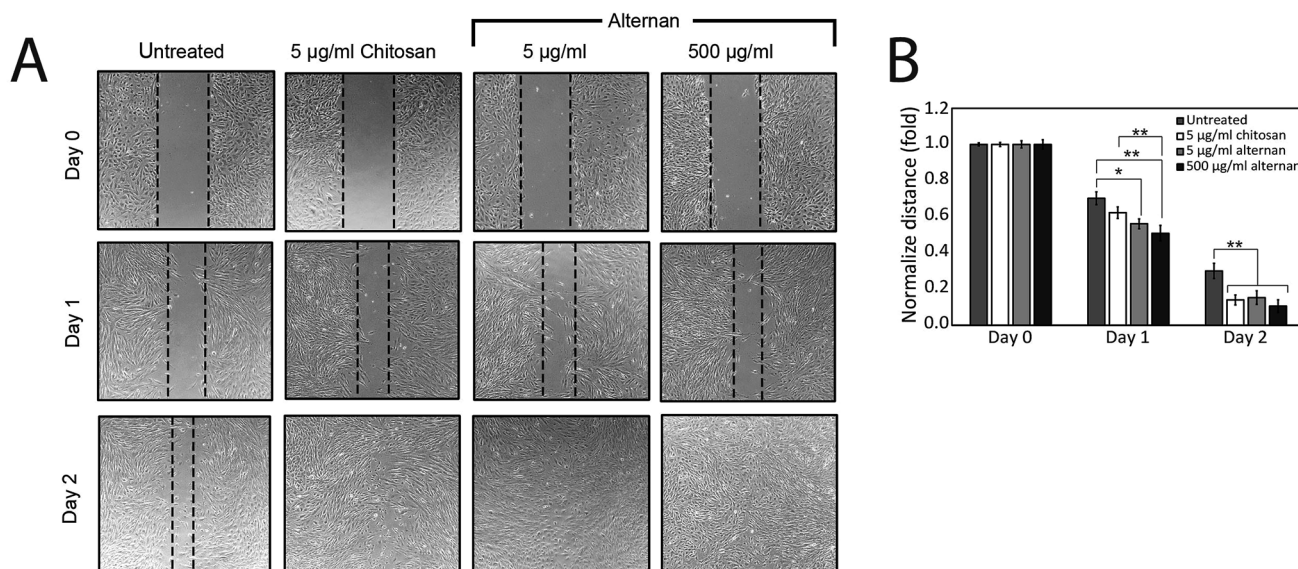 A
Alternan
Untreated
5 µg/ml Chitosan
5 µg/ml
500 µg/ml
Day 0
Day 1
Day 2
B
Normalize distance (fold)
1.2
1.0
0.8
0.6
0.4
0.2
0.0
Untreated
5 µg/ml chitosan
5 µg/ml alternan
500 µg/ml alternan
**
**
*
**
Day 0
Day 1
Day 2